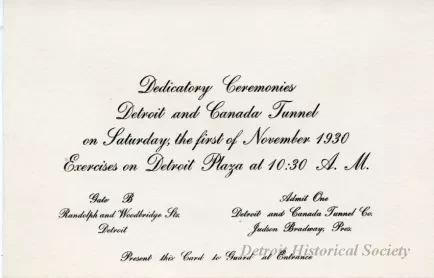 Dedicatory Ceremonies
Detroit and Canada Tunnel
on Saturday, the first of November 1930
Exercises on Detroit Plaza at 10:30 A. M.
Gate B
Randolph and Woodbridge Sts.
Detroit
Admit One
Detroit and Canada Tunnel Co.
Judson Bradway, Pres.
Present this Card to Guard at Entrance
Detroit Historical Society